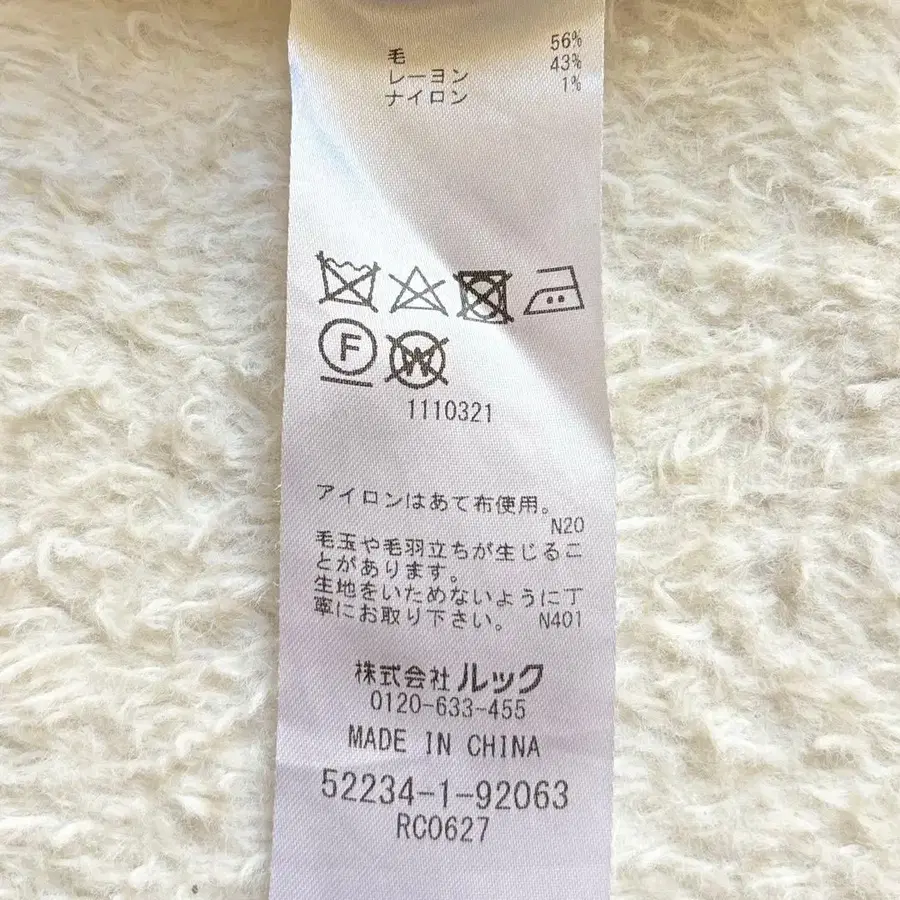 毛 56%
レーヨン 43%
ナイロン 1%
F W
1110321
アイロンはあて布使用。
N20
毛玉や毛羽立ちが生じるこ
とがあります。
生地をいためないように丁
寧にお取り下さい。 N401
株式会社 ルック
0120-633-455
MADE IN CHINA
52234-1-92063
RC0627